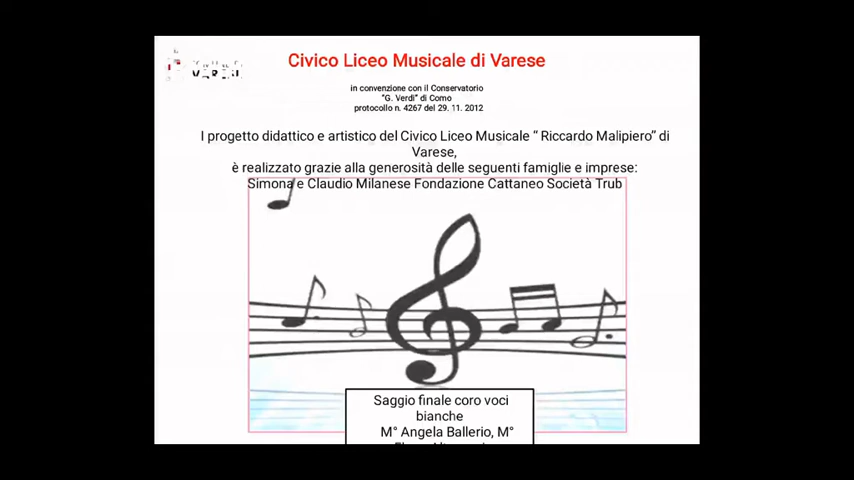 Civico Liceo Musicale di Varese
in convenzione con il Conservatorio
"G. Verdi" di Como
protocollo n. 4267 del 29. 11. 2012
I progetto didattico e artistico del Civico Liceo Musicale “ Riccardo Malipiero” di
Varese,
è realizzato grazie alla generosità delle seguenti famiglie e imprese:
Simona e Claudio Milanese Fondazione Cattaneo Società Trub
Saggio finale coro voci
bianche
M° Angela Ballerio, M°